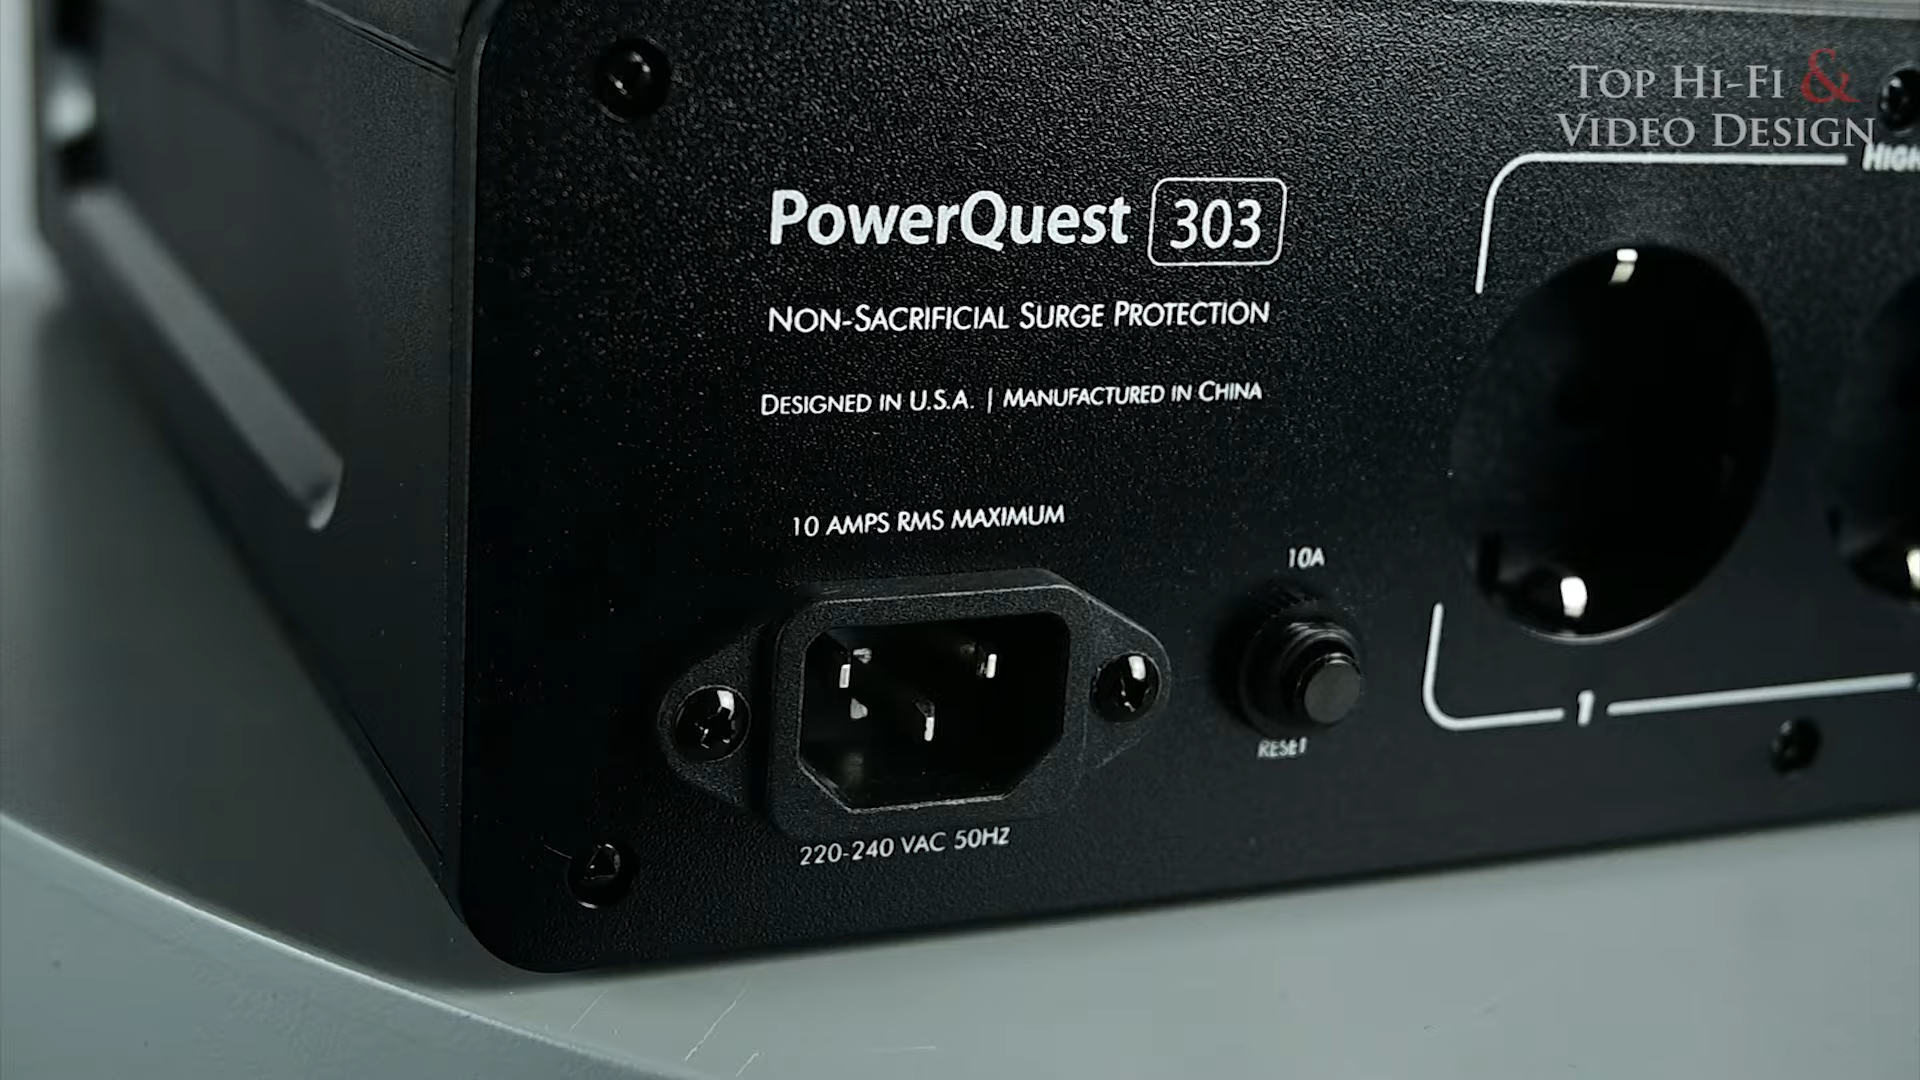 Top Hi-Fi &
Video Design
High
PowerQuest 303
Non-Sacrificial Surge Protection
Designed in U.S.A. | Manufactured in China
10 AMPS RMS MAXIMUM
10A
RESET
1
220-240 VAC 50Hz